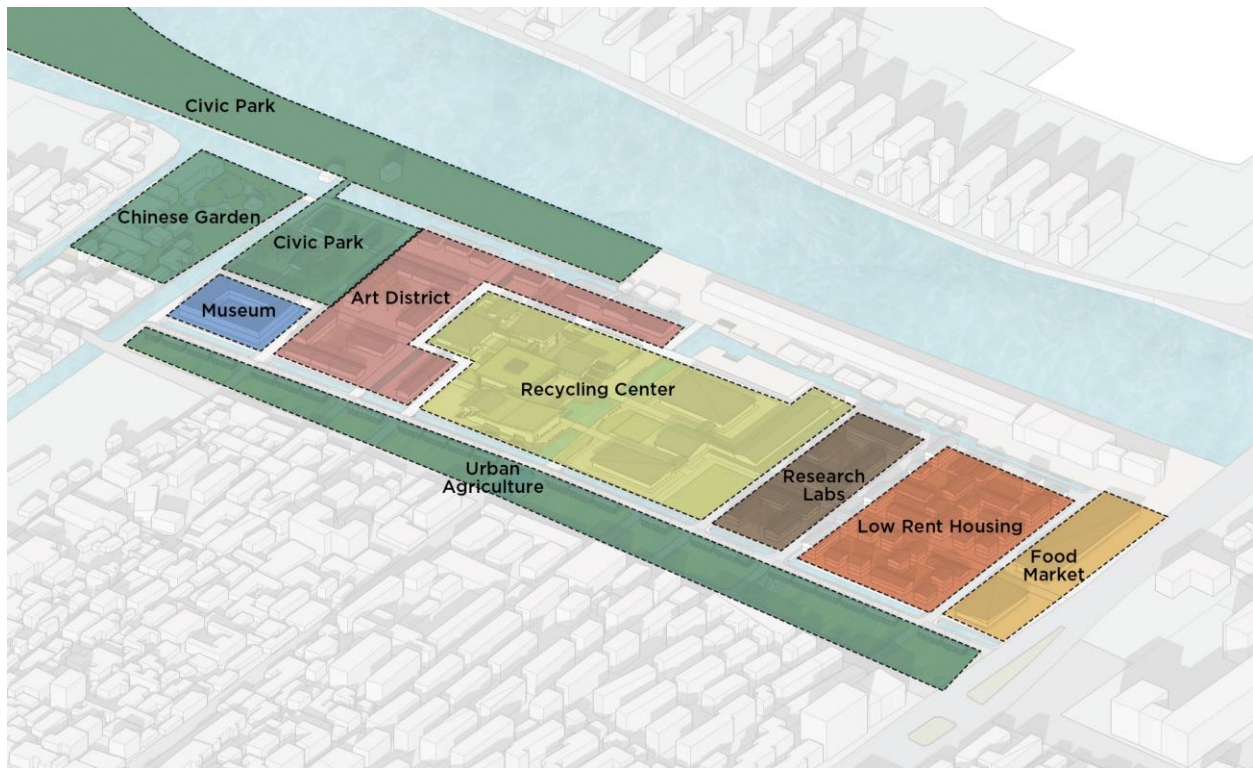 Civic Park
Chinese Garden
Civic Park
Museum
Art District
Recycling Center
Urban
Agriculture
Research
Labs
Low Rent Housing
Food
Market